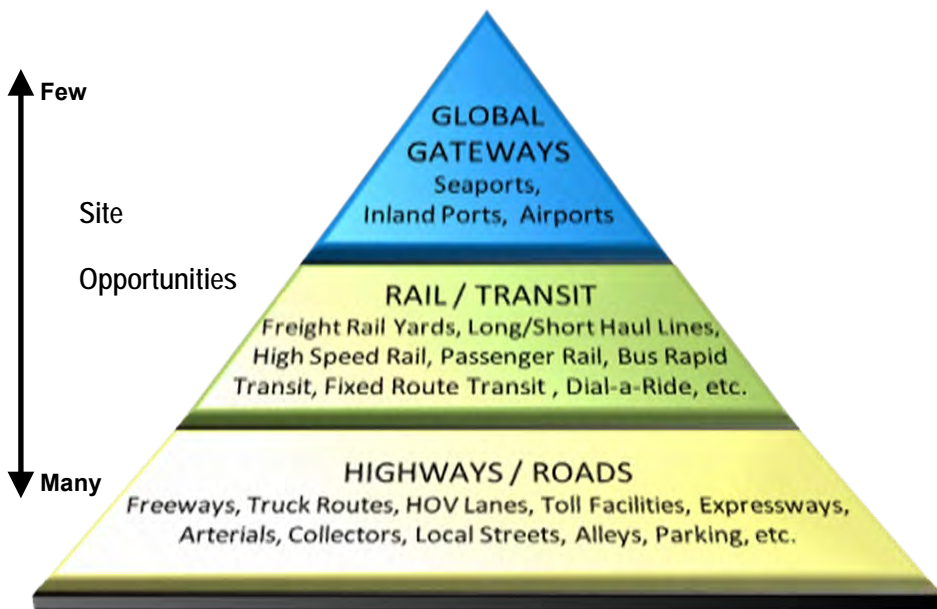 Few
Site
Opportunities
Many
GLOBAL
GATEWAYS
Seaports,
Inland Ports, Airports
RAIL / TRANSIT
Freight Rail Yards, Long/Short Haul Lines,
High Speed Rail, Passenger Rail, Bus Rapid
Transit, Fixed Route Transit , Dial-a-Ride, etc.
HIGHWAYS / ROADS
Freeways, Truck Routes, HOV Lanes, Toll Facilities, Expressways,
Arterials, Collectors, Local Streets, Alleys, Parking, etc.